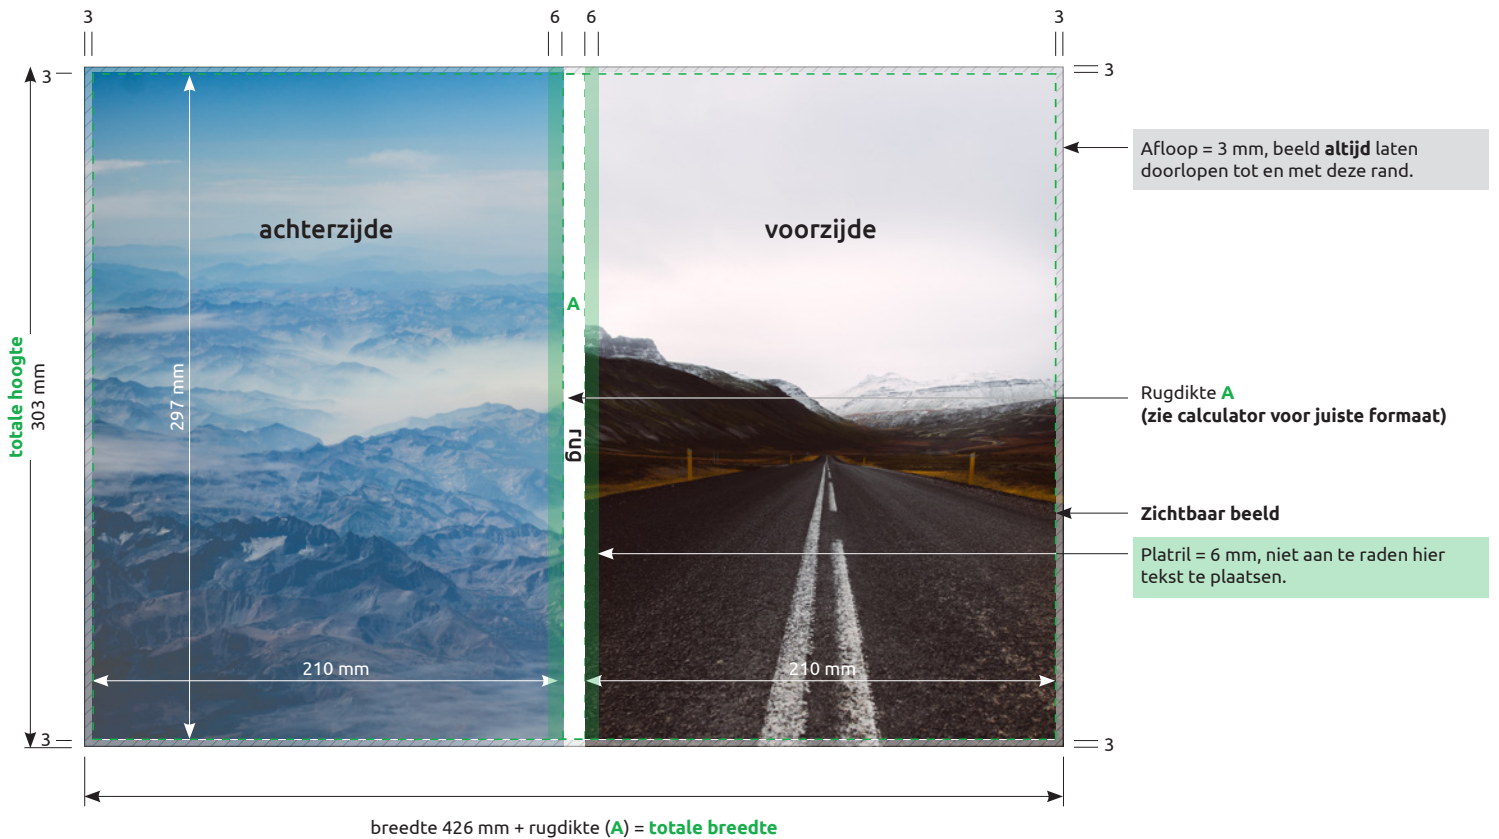 3
6
6
3
3
3
Afloop = 3 mm, beeld altijd laten
doorlopen tot en met deze rand.
achterzijde
voorzijde
A
totale hoogte
303 mm
297 mm
Rugdikte A
(zie calculator voor juiste formaat)
rug
Zichtbaar beeld
Platril = 6 mm, niet aan te raden hier
tekst te plaatsen.
210 mm
210 mm
3
3
breedte 426 mm + rugdikte (A) = totale breedte